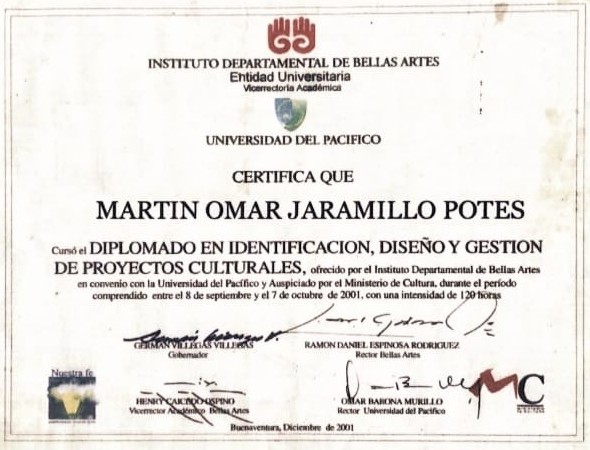 INSTITUTO DEPARTAMENTAL DE BELLAS ARTES
Entidad Universitaria
Vicerrectoría Académica
UNIVERSIDAD DEL PACIFICO
CERTIFICA QUE
MARTIN OMAR JARAMILLO POTES
Cursó el DIPLOMADO EN IDENTIFICACION, DISEÑO Y GESTION
DE PROYECTOS CULTURALES, ofrecido por el Instituto Departamental de Bellas Artes
en convenio con la Universidad del Pacífico y Auspiciado por el Ministerio de Cultura, durante el período
comprendido entre el 8 de septiembre y el 7 de octubre de 2001, con una intensidad de 120 horas
GERMAN VILLEGAS VILLEGAS
Gobernador
RAMON DANIEL ESPINOSA RODRIGUEZ
Rector Bellas Artes
Nuestra fe
HENRY CAICEDO OSPINO
Vicerrector Académico Bellas Artes
OMAR BARONA MURILLO
Rector Universidad del Pacífico
MC
Buenaventura, Diciembre de 2001